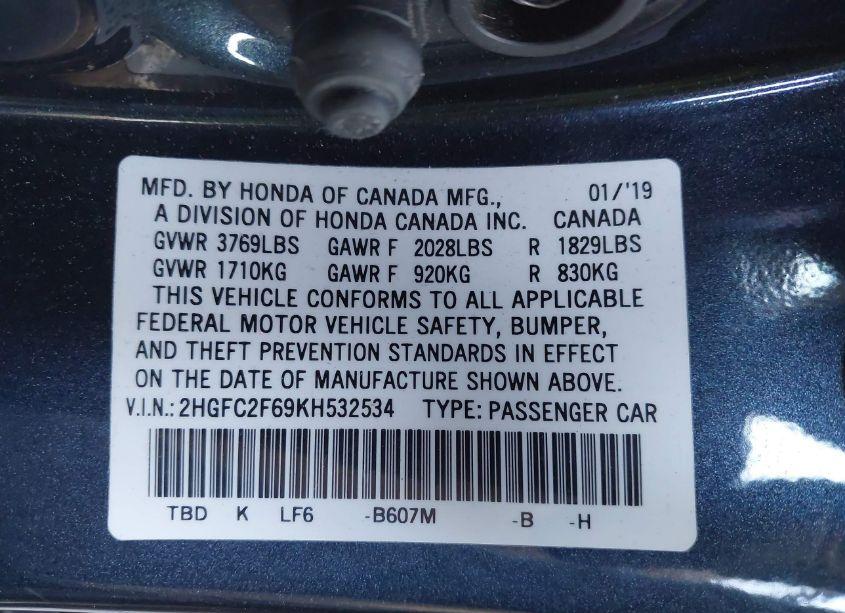 MFD. BY HONDA OF CANADA MFG., 01/'19
A DIVISION OF HONDA CANADA INC. CANADA
GVWR 3769LBS GAWR F 2028LBS R 1829LBS
GVWR 1710KG GAWR F 920KG R 830KG
THIS VEHICLE CONFORMS TO ALL APPLICABLE
FEDERAL MOTOR VEHICLE SAFETY, BUMPER,
AND THEFT PREVENTION STANDARDS IN EFFECT
ON THE DATE OF MANUFACTURE SHOWN ABOVE.
V.I.N.: 2HGFC2F69KH532534 TYPE: PASSENGER CAR
TBD K LF6 -B607M -B -H